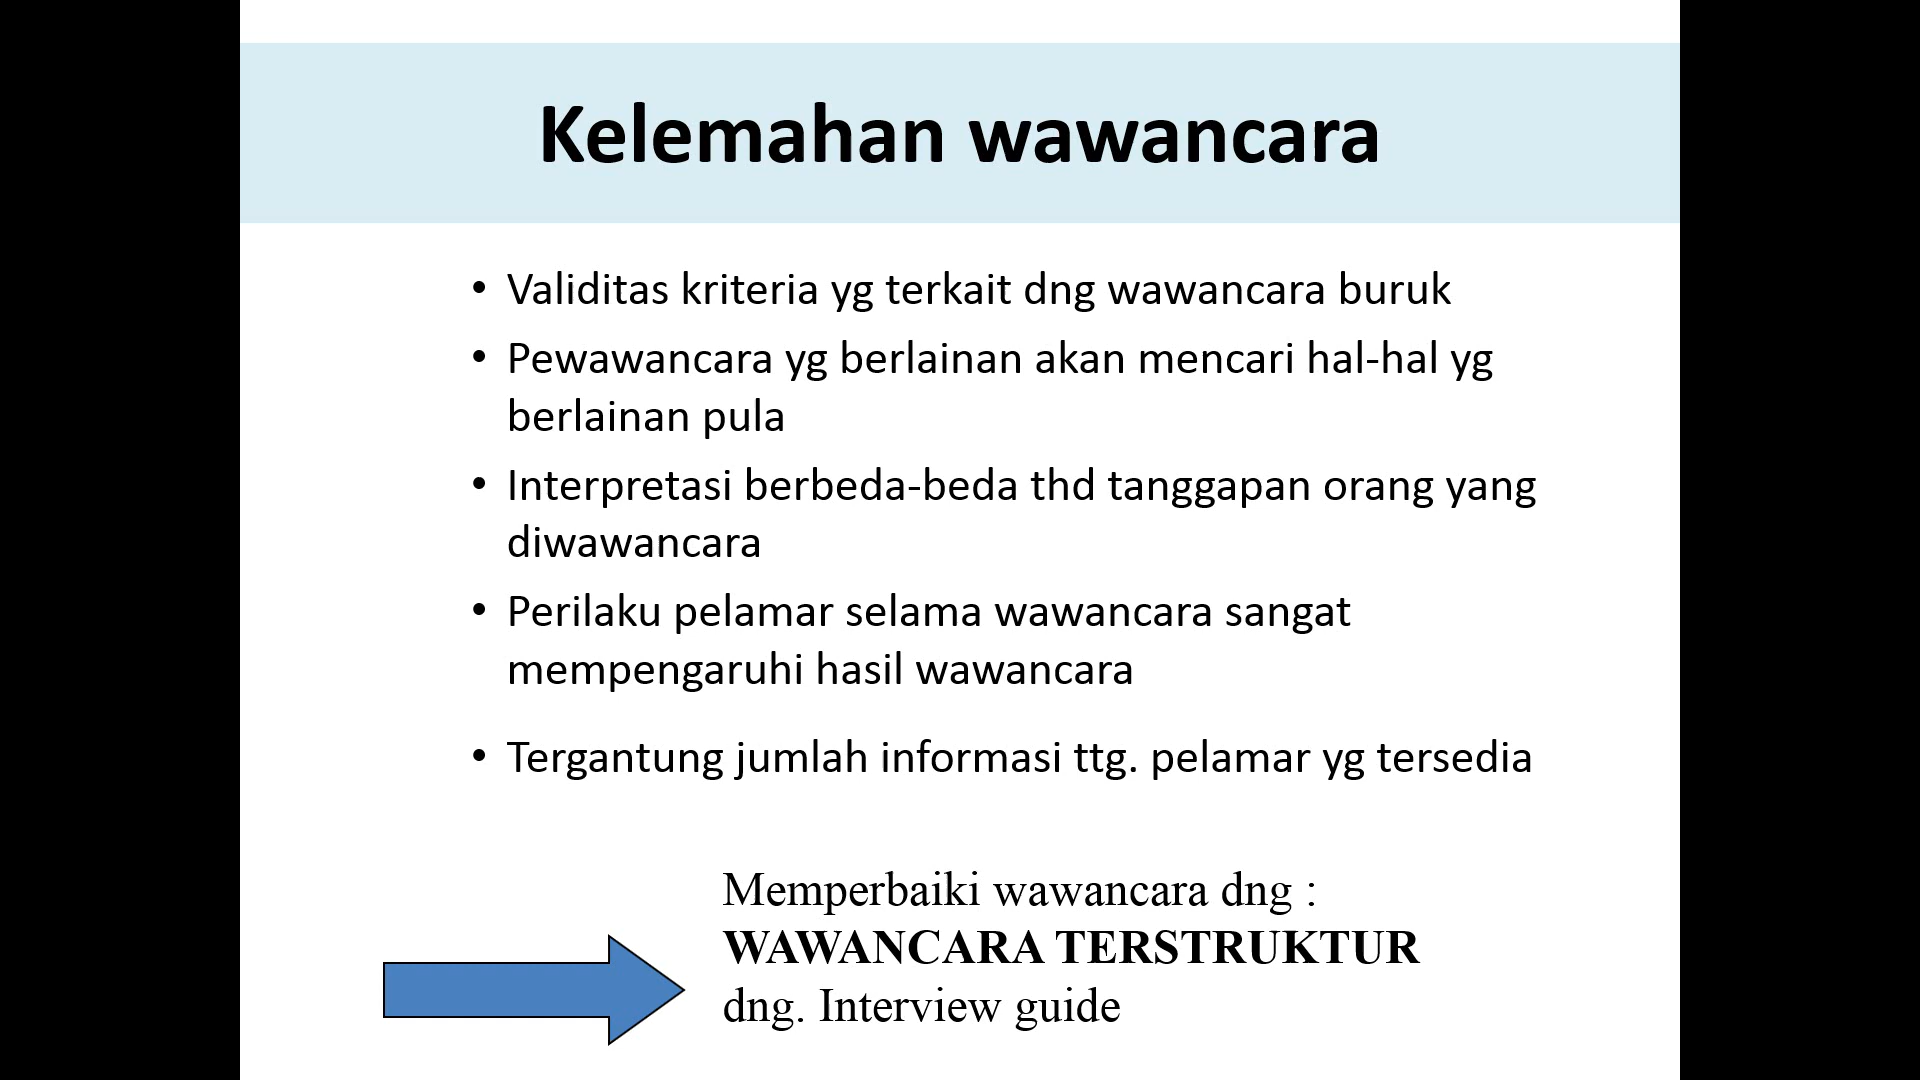 Kelemahan wawancara
• Validitas kriteria yg terkait dng wawancara buruk
• Pewawancara yg berlainan akan mencari hal-hal yg
berlainan pula
• Interpretasi berbeda-beda thd tanggapan orang yang
diwawancara
• Perilaku pelamar selama wawancara sangat
mempengaruhi hasil wawancara
• Tergantung jumlah informasi ttg. pelamar yg tersedia
Memperbaiki wawancara dng :
WAWANCARA TERSTRUKTUR
dng. Interview guide